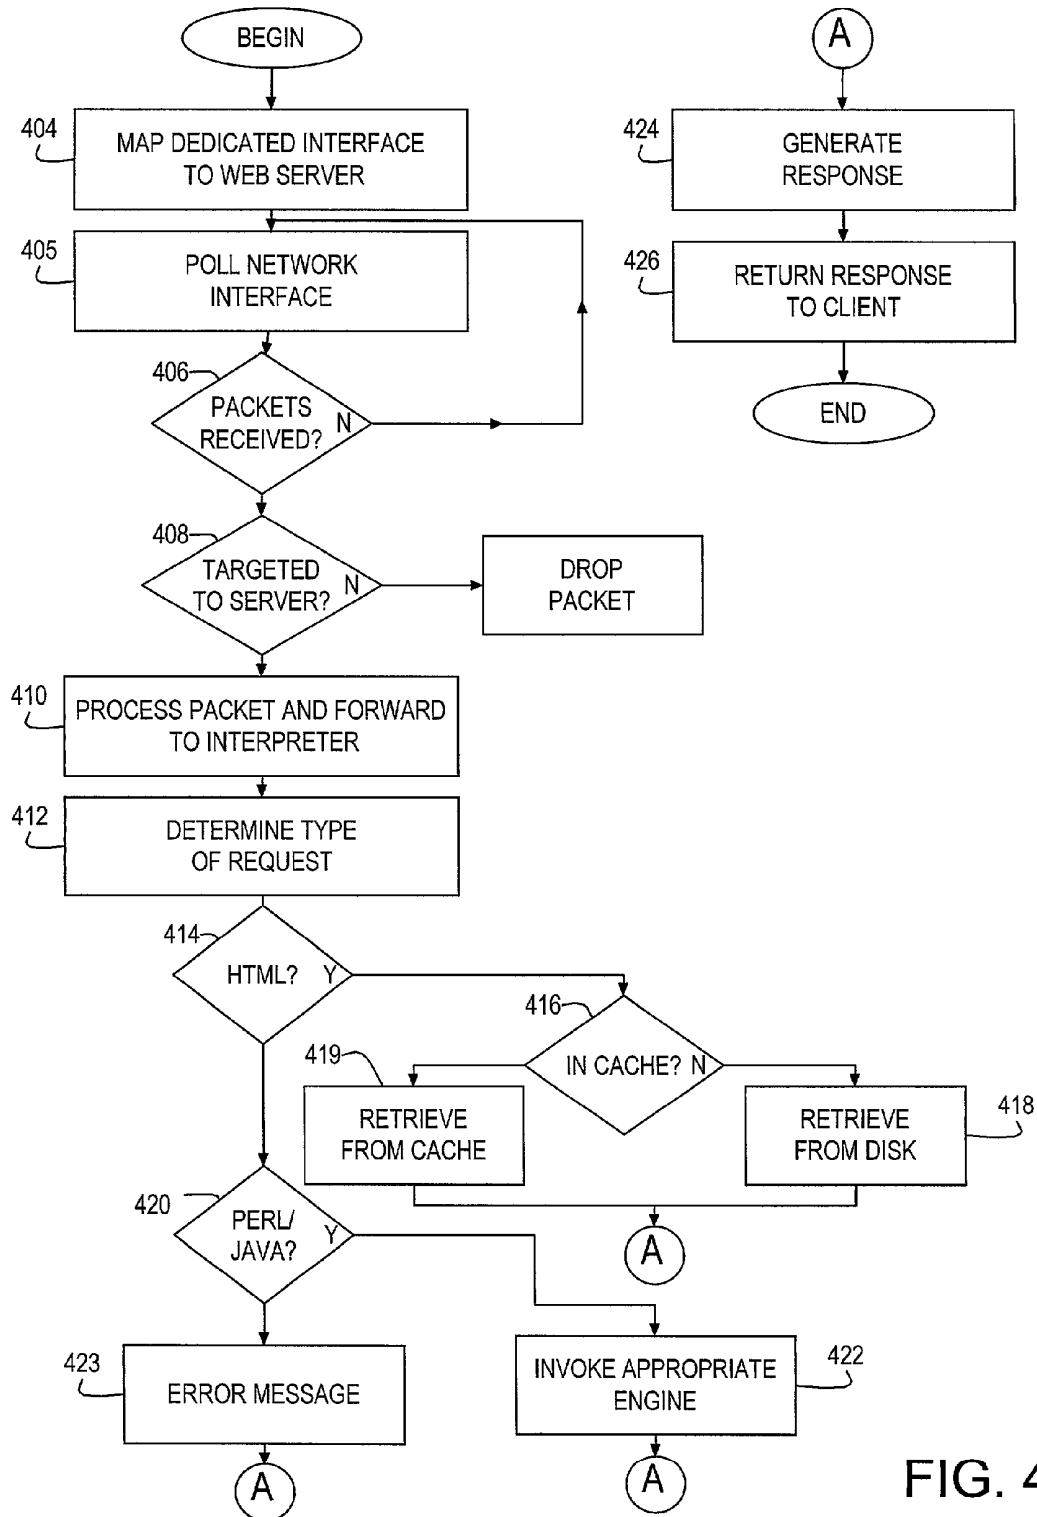 BEGIN
404
MAP DEDICATED INTERFACE
TO WEB SERVER
405
POLL NETWORK
INTERFACE
406
PACKETS
RECEIVED?
N
408
TARGETED
TO SERVER?
N
DROP
PACKET
410
PROCESS PACKET AND FORWARD
TO INTERPRETER
412
DETERMINE TYPE
OF REQUEST
414
HTML?
Y
416
IN CACHE?
N
419
RETRIEVE
FROM CACHE
RETRIEVE
FROM DISK
418
A
420
PERL/
JAVA?
Y
423
ERROR MESSAGE
A
INVOKE APPROPRIATE
ENGINE
422
A
A
424
GENERATE
RESPONSE
426
RETURN RESPONSE
TO CLIENT
END
FIG. 4